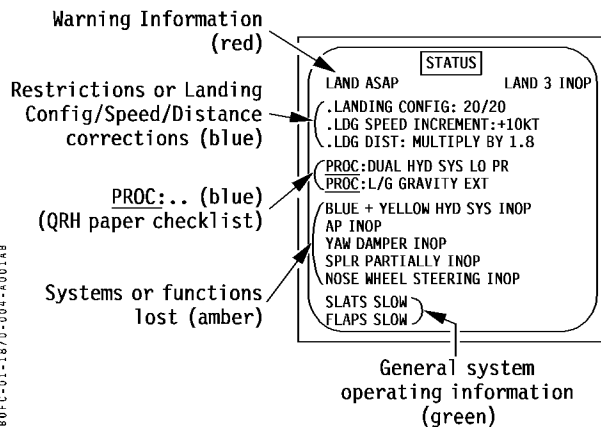 Warning Information
(red)
STATUS
LAND ASAP
LAND 3 INOP
Restrictions or Landing
Config/Speed/Distance
corrections (blue)
.LANDING CONFIG: 20/20
.LDG SPEED INCREMENT:+10KT
.LDG DIST: MULTIPLY BY 1.8
PROC:.. (blue)
(QRH paper checklist)
PROC:DUAL HYD SYS LO PR
PROC:L/G GRAVITY EXT
BLUE + YELLOW HYD SYS INOP
AP INOP
YAW DAMPER INOP
SPLR PARTIALLY INOP
NOSE WHEEL STEERING INOP
Systems or functions
lost (amber)
SLATS SLOW
FLAPS SLOW
General system
operating information
(green)